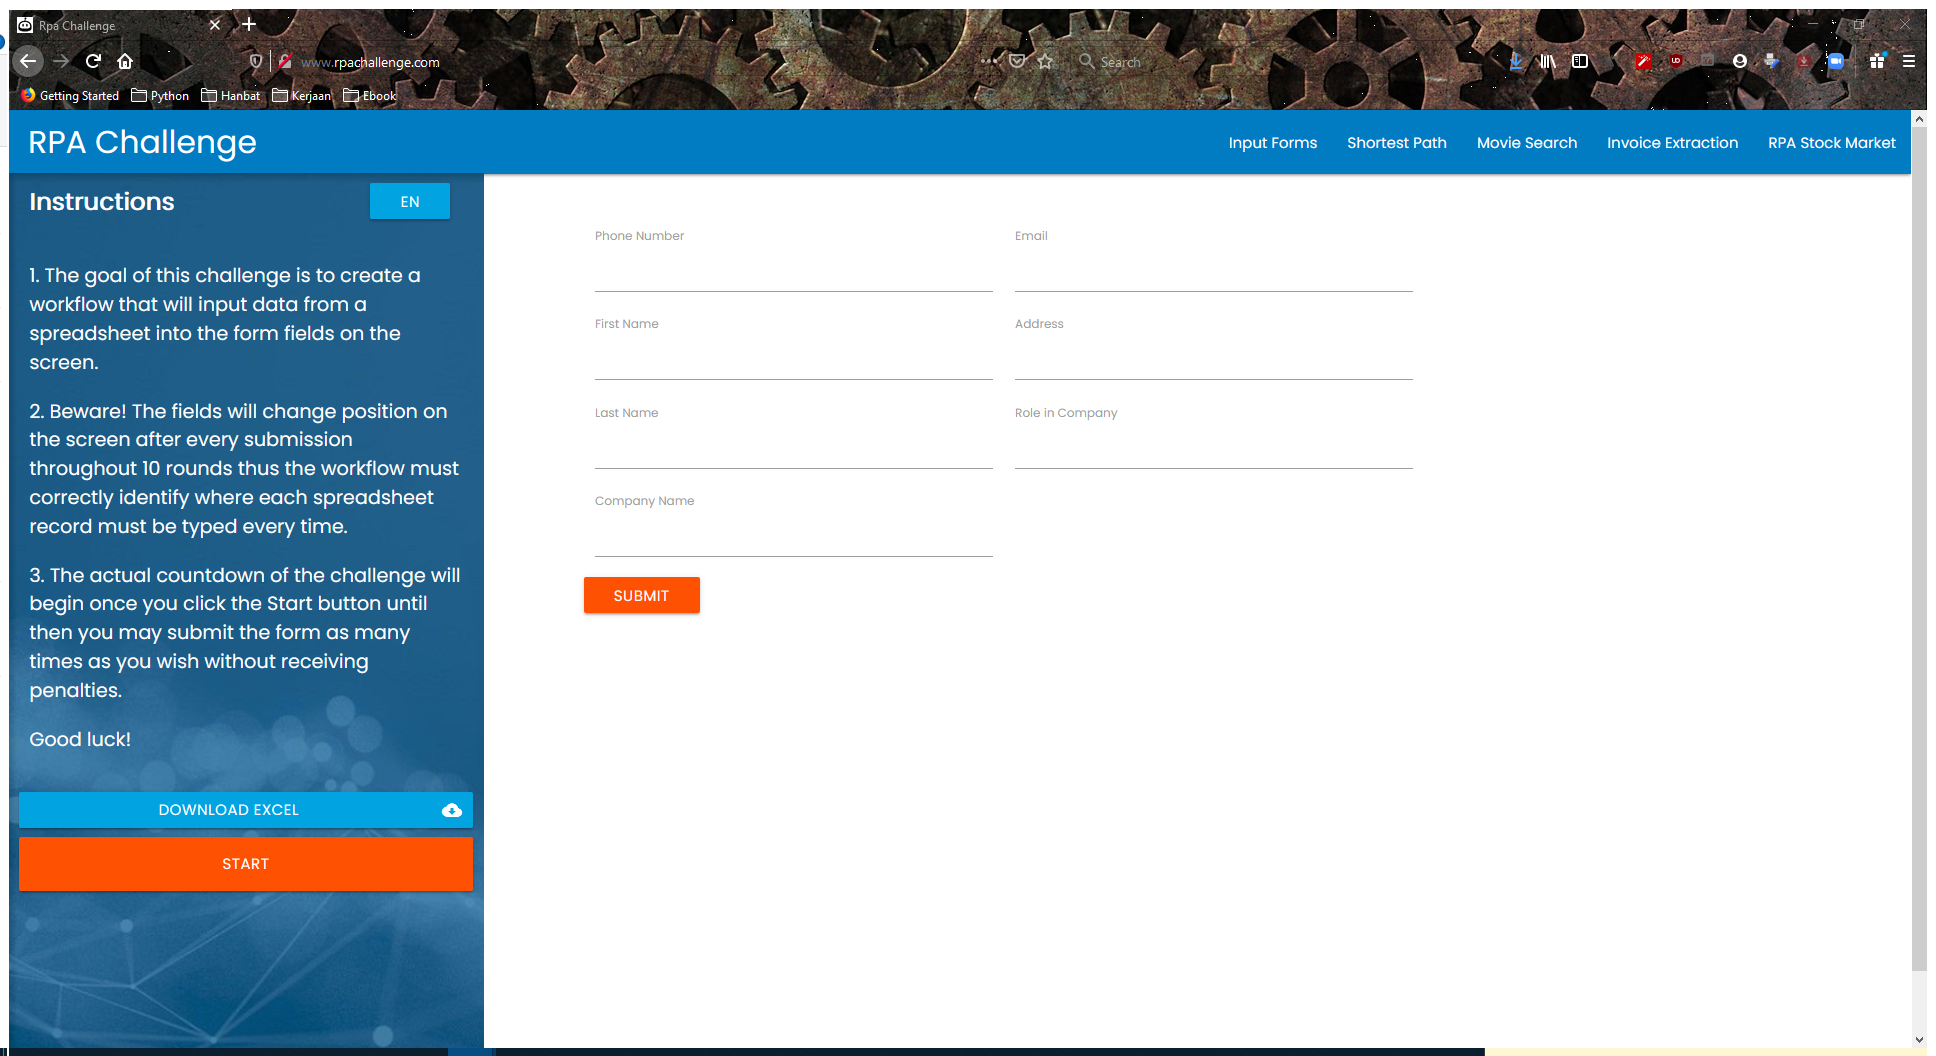 Rpa Challenge
www.rpachallenge.com
Search
Getting Started Python Hanbat Kerjaan Ebook
RPA Challenge
Input Forms Shortest Path Movie Search Invoice Extraction RPA Stock Market
Instructions
EN
1. The goal of this challenge is to create a
workflow that will input data from a
spreadsheet into the form fields on the
screen.
2. Beware! The fields will change position on
the screen after every submission
throughout 10 rounds thus the workflow must
correctly identify where each spreadsheet
record must be typed every time.
3. The actual countdown of the challenge will
begin once you click the Start button until
then you may submit the form as many
times as you wish without receiving
penalties.
Good luck!
DOWNLOAD EXCEL
START
Phone Number
Email
First Name
Address
Last Name
Role in Company
Company Name
SUBMIT